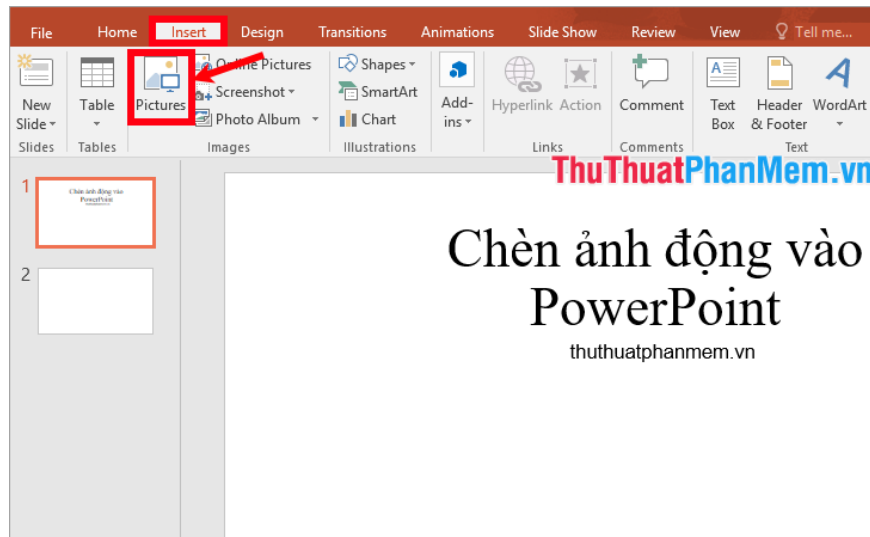 File Home Insert Design Transitions Animations Slide Show Review View Tell me...
Online Pictures Shapes
Screenshot SmartArt
New Slide Table Pictures Photo Album Chart Add-ins Hyperlink Action Comment Text Box Header & Footer WordArt
Slides Tables Images Illustrations Links Comments Text
ThuThuatPhanMem.vn
1
Chèn ảnh động vào
PowerPoint
2
Chèn ảnh động vào
PowerPoint
thuthuatphanmem.vn